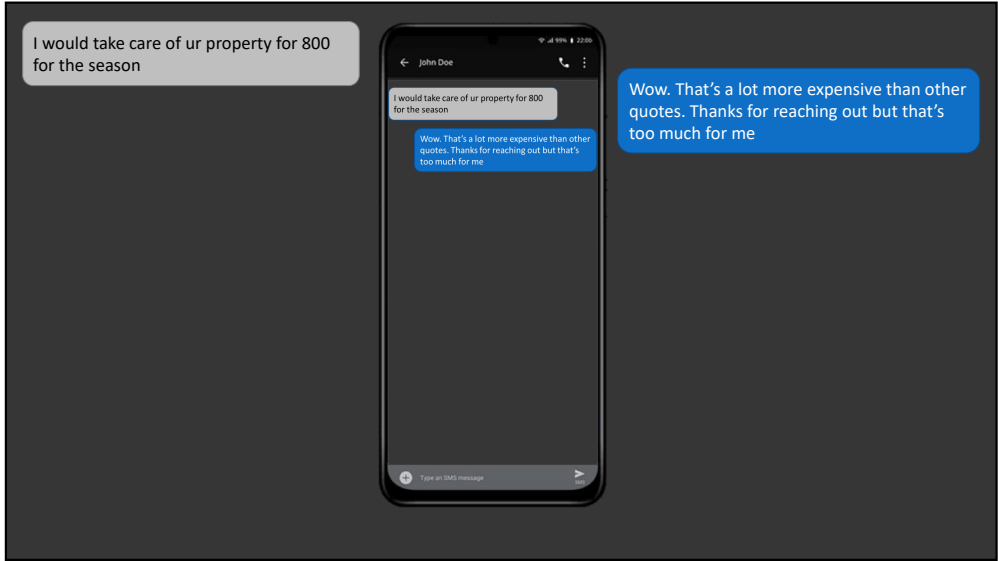 I would take care of ur property for 800
for the season
99% 22:06
John Doe
I would take care of ur property for 800
for the season
Wow. That's a lot more expensive than other
quotes. Thanks for reaching out but that's
too much for me
Wow. That's a lot more expensive than other
quotes. Thanks for reaching out but that's
too much for me
Type an SMS message
SMS